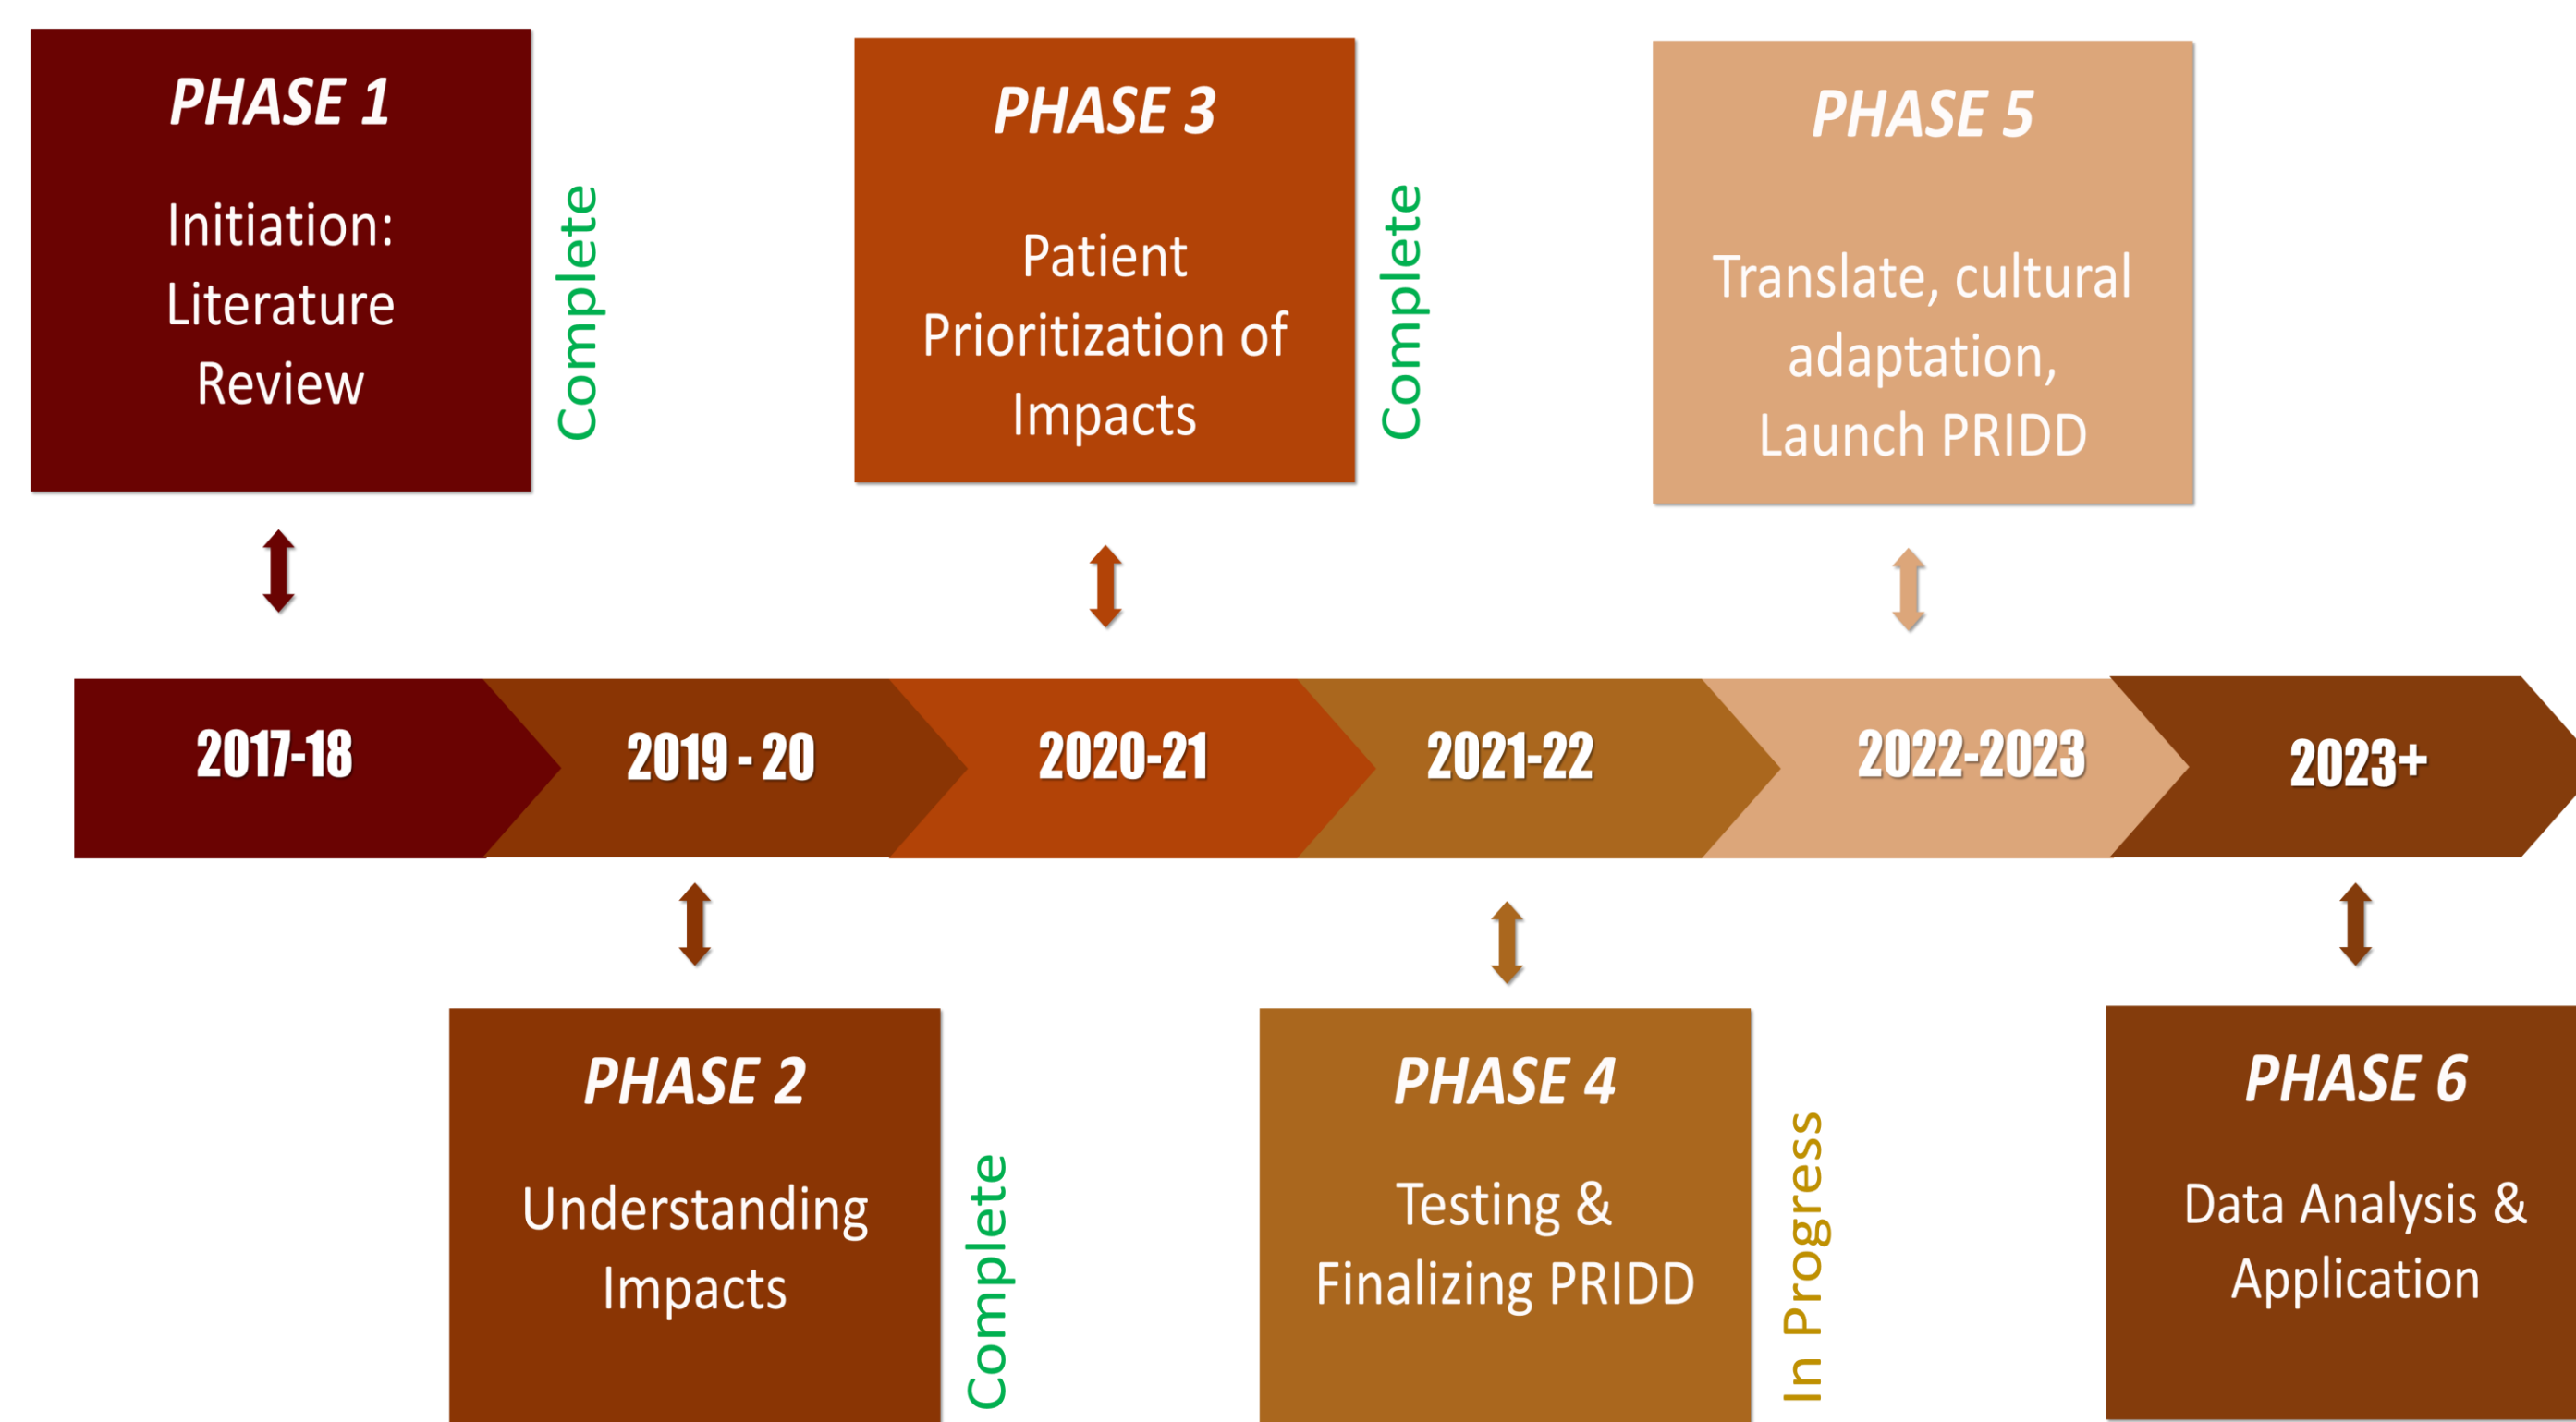 PHASE 1
Initiation:
Literature
Review
Complete
PHASE 3
Patient
Prioritization of
Impacts
Complete
PHASE 5
Translate, cultural
adaptation,
Launch PRIDD
2017-18
2019 - 20
2020-21
2021-22
2022-2023
2023+
PHASE 2
Understanding
Impacts
Complete
PHASE 4
Testing &
Finalizing PRIDD
In Progress
PHASE 6
Data Analysis &
Application